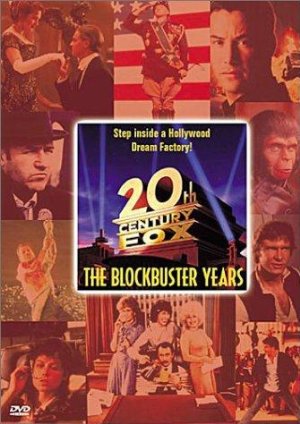 Step inside a Hollywood
Dream Factory!
20th
CENTURY
FOX
THE BLOCKBUSTER YEARS
DVD